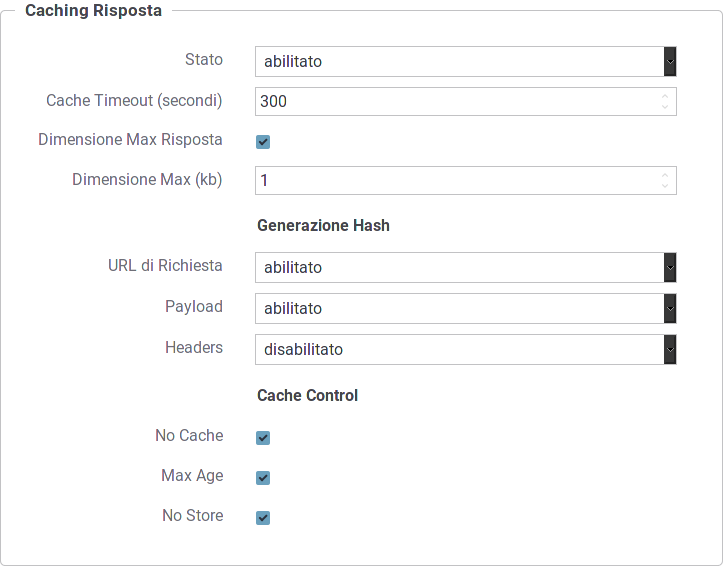 Caching Risposta
Stato abilitato
Cache Timeout (secondi) 300
Dimensione Max Risposta
Dimensione Max (kb) 1
Generazione Hash
URL di Richiesta abilitato
Payload abilitato
Headers disabilitato
Cache Control
No Cache
Max Age
No Store